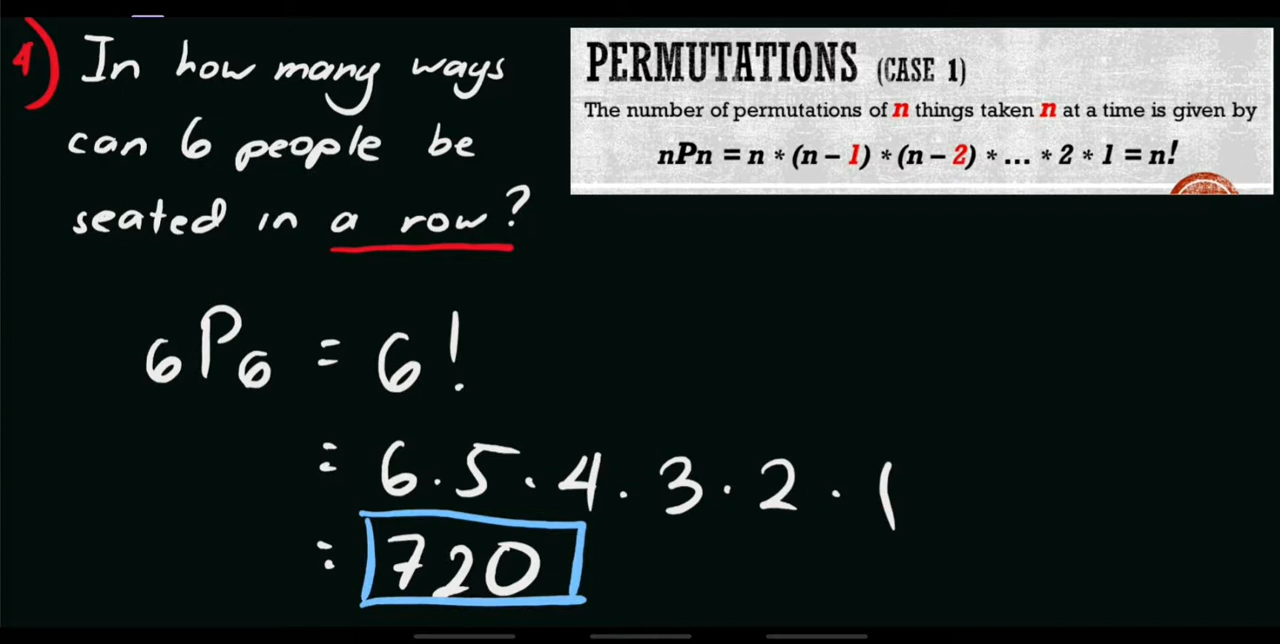 4) In how many ways
can 6 people be
seated in a row?
PERMUTATIONS (CASE 1)
The number of permutations of n things taken n at a time is given by
nPn = n * (n – 1) * (n – 2) * ... * 2 * 1 = n!
6P6 = 6!
= 6 . 5 . 4 . 3 . 2 . 1
= 720